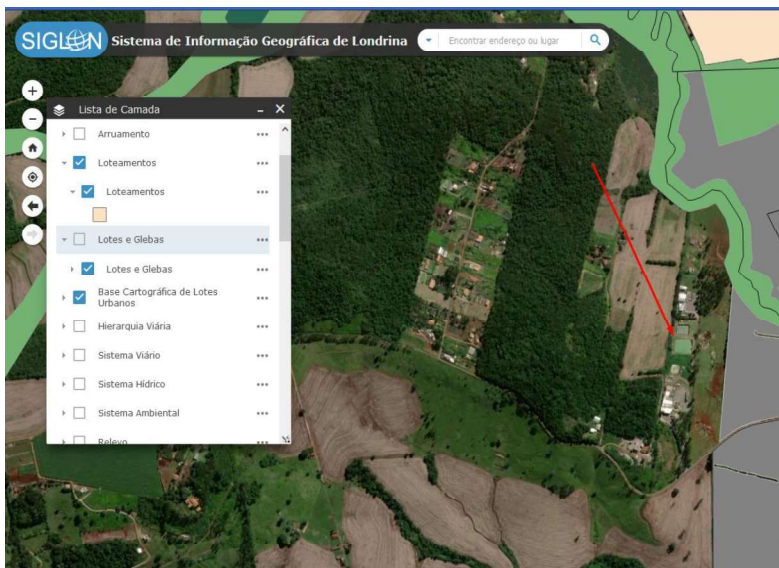 SIGLON Sistema de Informação Geográfica de Londrina
Encontrar endereço ou lugar
Lista de Camada
Arruamento
Loteamentos
Loteamentos
Lotes e Glebas
Lotes e Glebas
Base Cartográfica de Lotes
Urbanos
Hierarquia Viária
Sistema Viário
Sistema Hídrico
Sistema Ambiental
Relevo